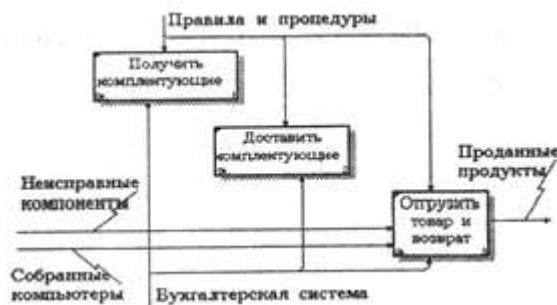 Правила и процедуры
Получить
комплектующие
Доставить
комплектующие
Проданные
продукты
Неисправные
компоненты
Отгрузить
товар и
возврат
Собранные
компьютеры
Бухгалтерская система